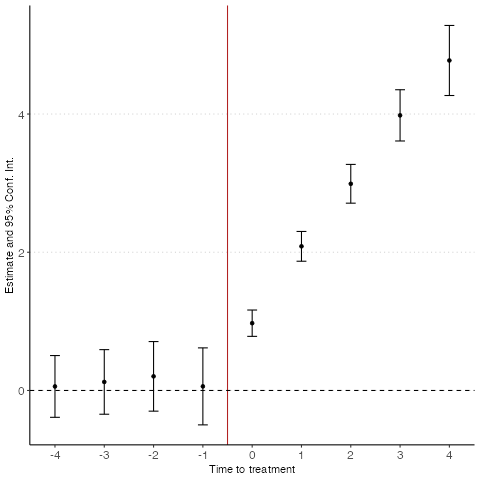 Estimate and 95% Conf. Int.
4
2
0
-4 -3 -2 -1 0 1 2 3 4
Time to treatment